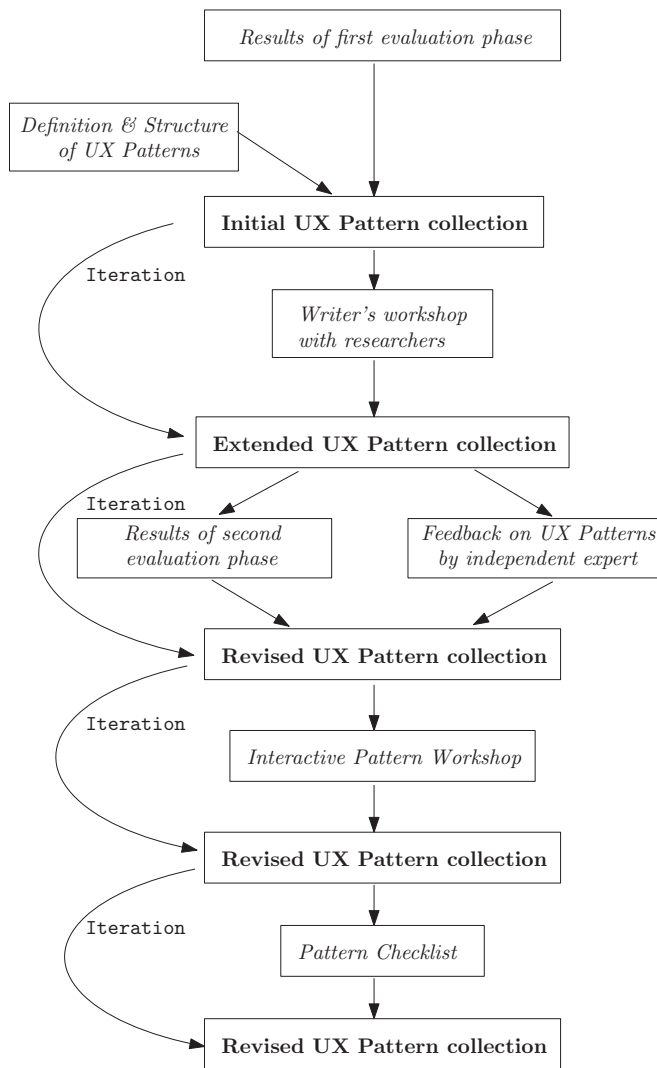 Results of first evaluation phase
Definition & Structure
of UX Patterns
Initial UX Pattern collection
Iteration
Writer's workshop
with researchers
Extended UX Pattern collection
Iteration
Results of second
evaluation phase
Feedback on UX Patterns
by independent expert
Revised UX Pattern collection
Iteration
Interactive Pattern Workshop
Revised UX Pattern collection
Iteration
Pattern Checklist
Revised UX Pattern collection